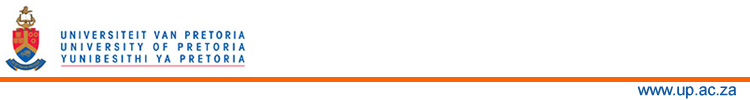 UNIVERSITEIT VAN PRETORIA
UNIVERSITY OF PRETORIA
YUNIBESITHI YA PRETORIA
www.up.ac.za